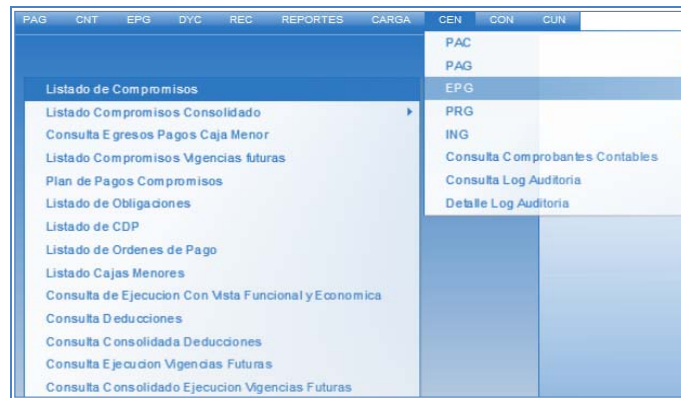 PAG CNT EPG DYC REC REPORTES CARGA CEN CON CUN
PAC
PAG
EPG
PRG
ING
Consulta Comprobantes Contables
Consulta Log Auditoria
Detalle Log Auditoria
Listado de Compromisos
Listado Compromisos Consolidado
Consulta Egresos Pagos Caja Menor
Listado Compromisos Vigencias futuras
Plan de Pagos Compromisos
Listado de Obligaciones
Listado de CDP
Listado de Ordenes de Pago
Listado Cajas Menores
Consulta de Ejecucion Con Vista Funcional y Economica
Consulta Deducciones
Consulta Consolidada Deducciones
Consulta Ejecucion Vigencias Futuras
Consulta Consolidado Ejecucion Vigencias Futuras